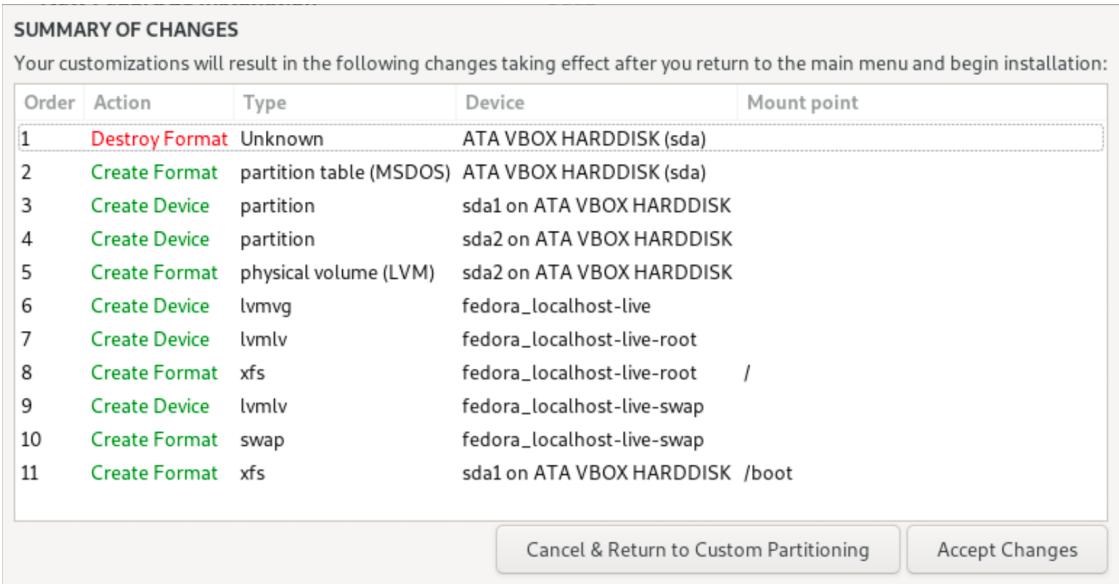 SUMMARY OF CHANGES
Your customizations will result in the following changes taking effect after you return to the main menu and begin installation:
Order Action Type Device Mount point
1 Destroy Format Unknown ATA VBOX HARDDISK (sda)
2 Create Format partition table (MSDOS) ATA VBOX HARDDISK (sda)
3 Create Device partition sda1 on ATA VBOX HARDDISK
4 Create Device partition sda2 on ATA VBOX HARDDISK
5 Create Format physical volume (LVM) sda2 on ATA VBOX HARDDISK
6 Create Device lvmvg fedora_localhost-live
7 Create Device lvmlv fedora_localhost-live-root
8 Create Format xfs fedora_localhost-live-root /
9 Create Device lvmlv fedora_localhost-live-swap
10 Create Format swap fedora_localhost-live-swap
11 Create Format xfs sda1 on ATA VBOX HARDDISK /boot
Cancel & Return to Custom Partitioning Accept Changes